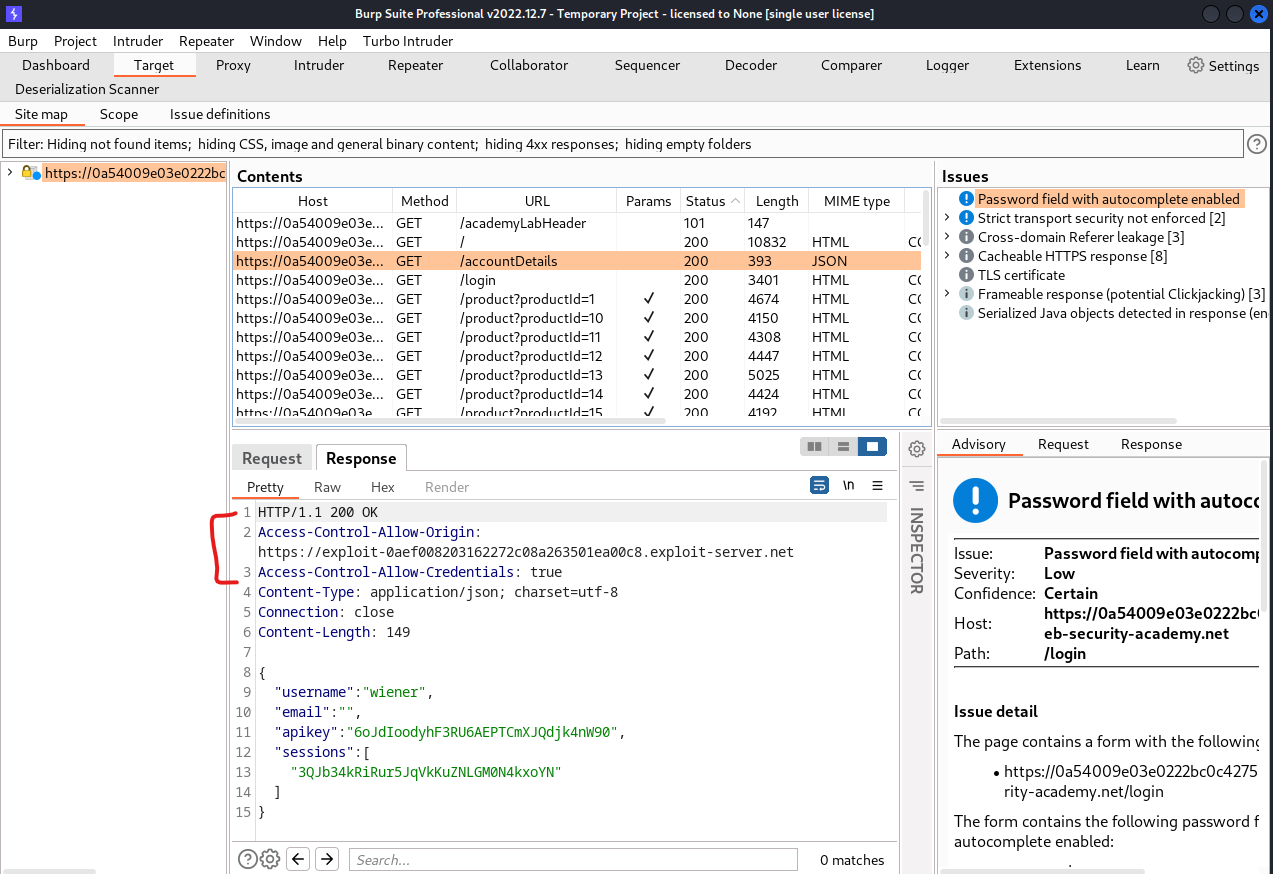 Burp Suite Professional v2022.12.7 - Temporary Project - licensed to None [single user license]
Burp Project Intruder Repeater Window Help Turbo Intruder
Dashboard Target Proxy Intruder Repeater Collaborator Sequencer Decoder Comparer Logger Extensions Learn Settings
Deserialization Scanner
Site map Scope Issue definitions
Filter: Hiding not found items; hiding CSS, image and general binary content; hiding 4xx responses; hiding empty folders
https://0a54009e03e0222bc
Contents
Host Method URL Params Status Length MIME type
https://0a54009e03e... GET /academyLabHeader 101 147
https://0a54009e03e... GET / 200 10832 HTML
https://0a54009e03e... GET /accountDetails 200 393 JSON
https://0a54009e03e... GET /login 200 3401 HTML
https://0a54009e03e... GET /product?productId=1 ✓ 200 4674 HTML
https://0a54009e03e... GET /product?productId=10 ✓ 200 4150 HTML
https://0a54009e03e... GET /product?productId=11 ✓ 200 4308 HTML
https://0a54009e03e... GET /product?productId=12 ✓ 200 4447 HTML
https://0a54009e03e... GET /product?productId=13 ✓ 200 5025 HTML
https://0a54009e03e... GET /product?productId=14 ✓ 200 4424 HTML
https://0a54009e03e... GET /product?productId=15 ✓ 200 4192 HTML
Issues
Password field with autocomplete enabled
Strict transport security not enforced [2]
Cross-domain Referer leakage [3]
Cacheable HTTPS response [8]
TLS certificate
Frameable response (potential Clickjacking) [3]
Serialized Java objects detected in response (en
Request Response
Pretty Raw Hex Render \n
1 HTTP/1.1 200 OK
2 Access-Control-Allow-Origin:
https://exploit-0aef008203162272c08a263501ea00c8.exploit-server.net
3 Access-Control-Allow-Credentials: true
4 Content-Type: application/json; charset=utf-8
5 Connection: close
6 Content-Length: 149
7
8 {
9 "username":"wiener",
10 "email":"",
11 "apikey":"6oJdIoodyhF3RU6AEPTCmXJQdjk4nW90",
12 "sessions":[
13 "3QJb34kRiRur5JqVkKuZNLGM0N4kxoYN"
14 ]
15 }
Search... 0 matches
INSPECTOR
Advisory Request Response
Password field with autoco
Issue: Password field with autocomp
Severity: Low
Confidence: Certain
Host: https://0a54009e03e0222bc
eb-security-academy.net
Path: /login
Issue detail
The page contains a form with the following
• https://0a54009e03e0222bc0c4275
rity-academy.net/login
The form contains the following password f
autocomplete enabled: